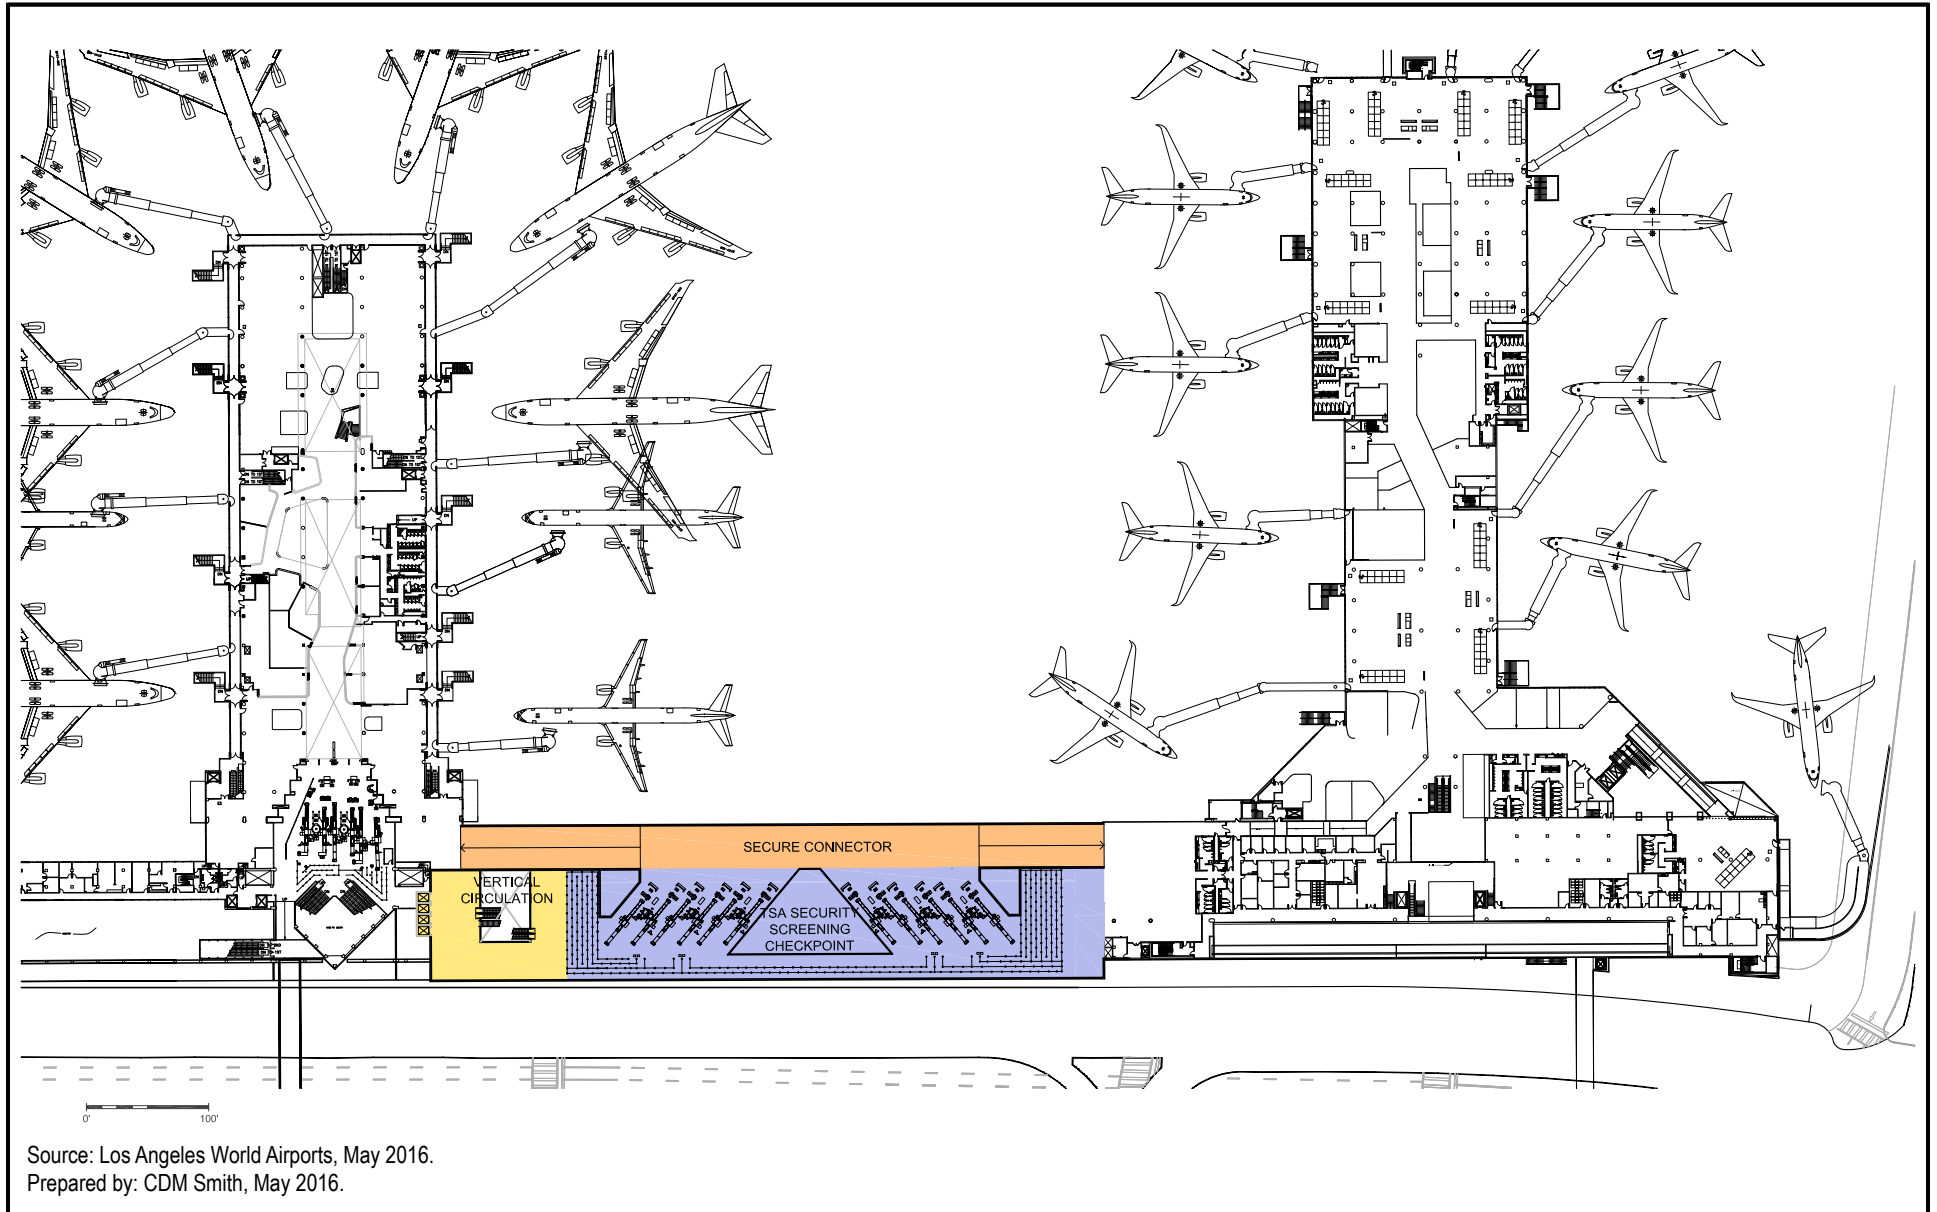 SECURE CONNECTOR
VERTICAL
CIRCULATION
TSA SECURITY
SCREENING
CHECKPOINT
0'
100'
Source: Los Angeles World Airports, May 2016.
Prepared by: CDM Smith, May 2016.